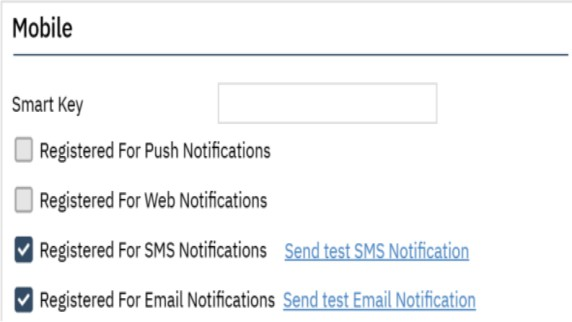 Mobile
Smart Key
Registered For Push Notifications
Registered For Web Notifications
Registered For SMS Notifications Send test SMS Notification
Registered For Email Notifications Send test Email Notification